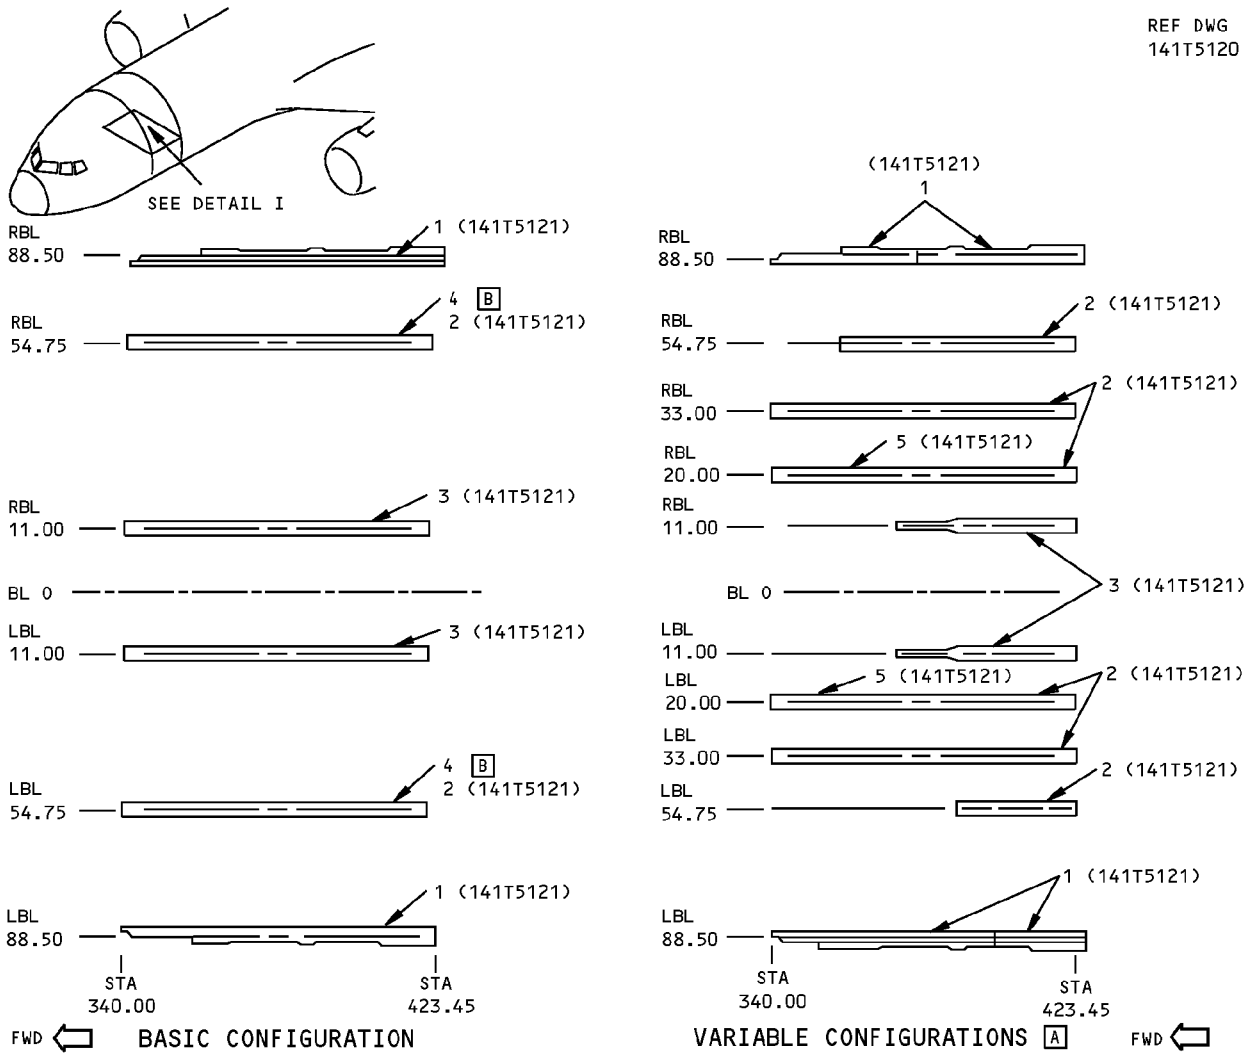 REF DWG
141T5120
SEE DETAIL I
RBL
88.50
1 (141T5121)
RBL
54.75
4 B
2 (141T5121)
RBL
11.00
3 (141T5121)
BL 0
LBL
11.00
3 (141T5121)
LBL
54.75
4 B
2 (141T5121)
LBL
88.50
1 (141T5121)
STA
340.00
STA
423.45
FWD
BASIC CONFIGURATION
(141T5121)
1
RBL
88.50
RBL
54.75
2 (141T5121)
RBL
33.00
2 (141T5121)
RBL
20.00
5 (141T5121)
RBL
11.00
BL 0
3 (141T5121)
LBL
11.00
LBL
20.00
5 (141T5121)
2 (141T5121)
LBL
33.00
LBL
54.75
2 (141T5121)
LBL
88.50
1 (141T5121)
STA
340.00
STA
423.45
VARIABLE CONFIGURATIONS A
FWD